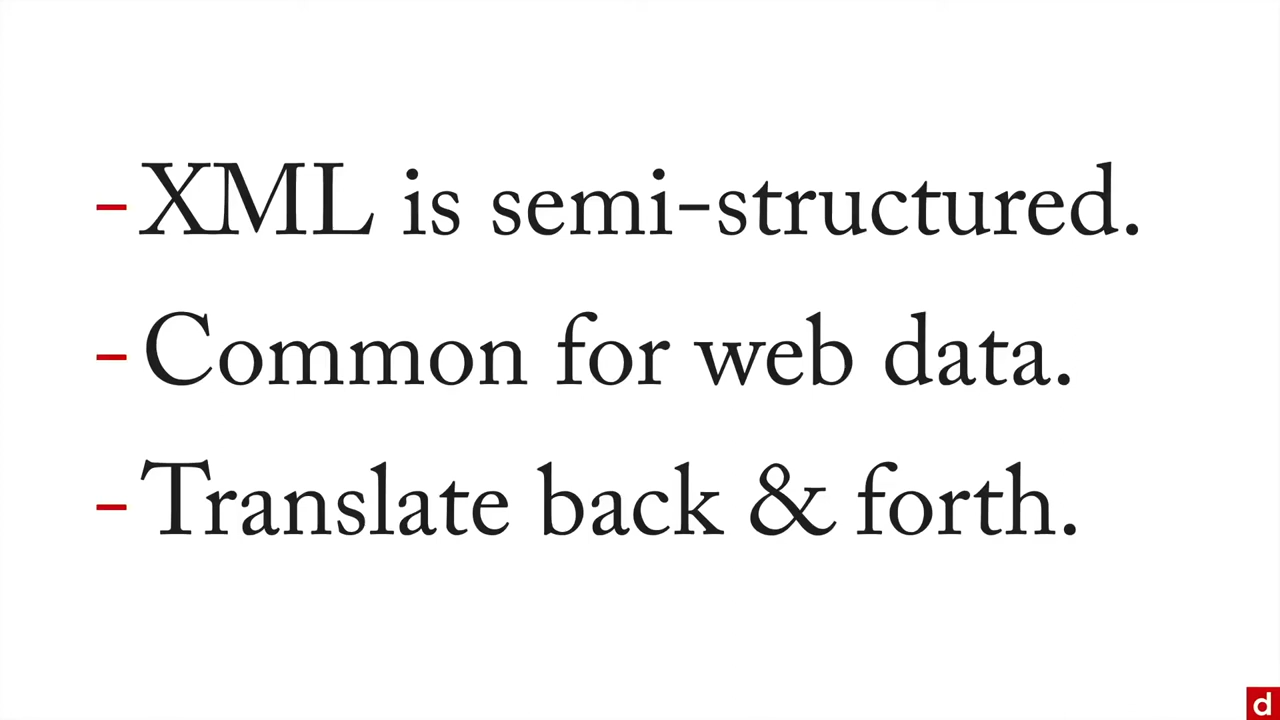 - XML is semi-structured.
- Common for web data.
- Translate back & forth.
d